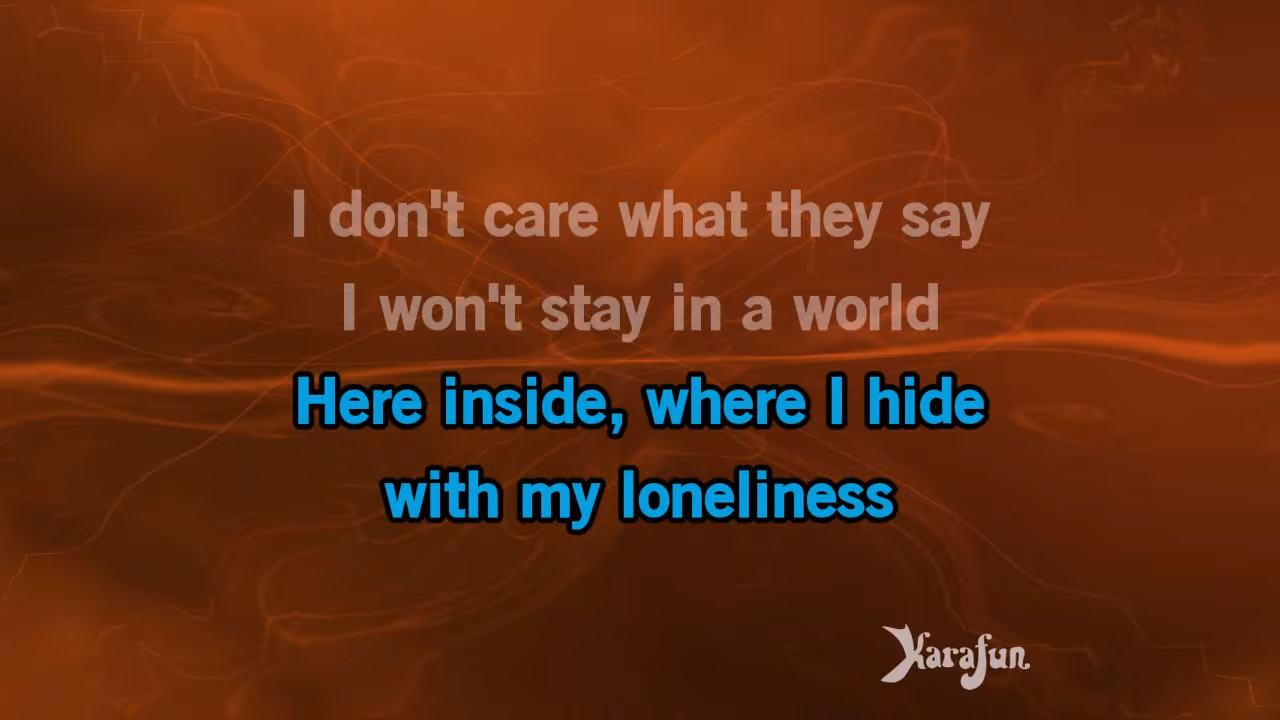 I don't care what they say
I won't stay in a world
Here inside, where I hide
with my loneliness
Karafun